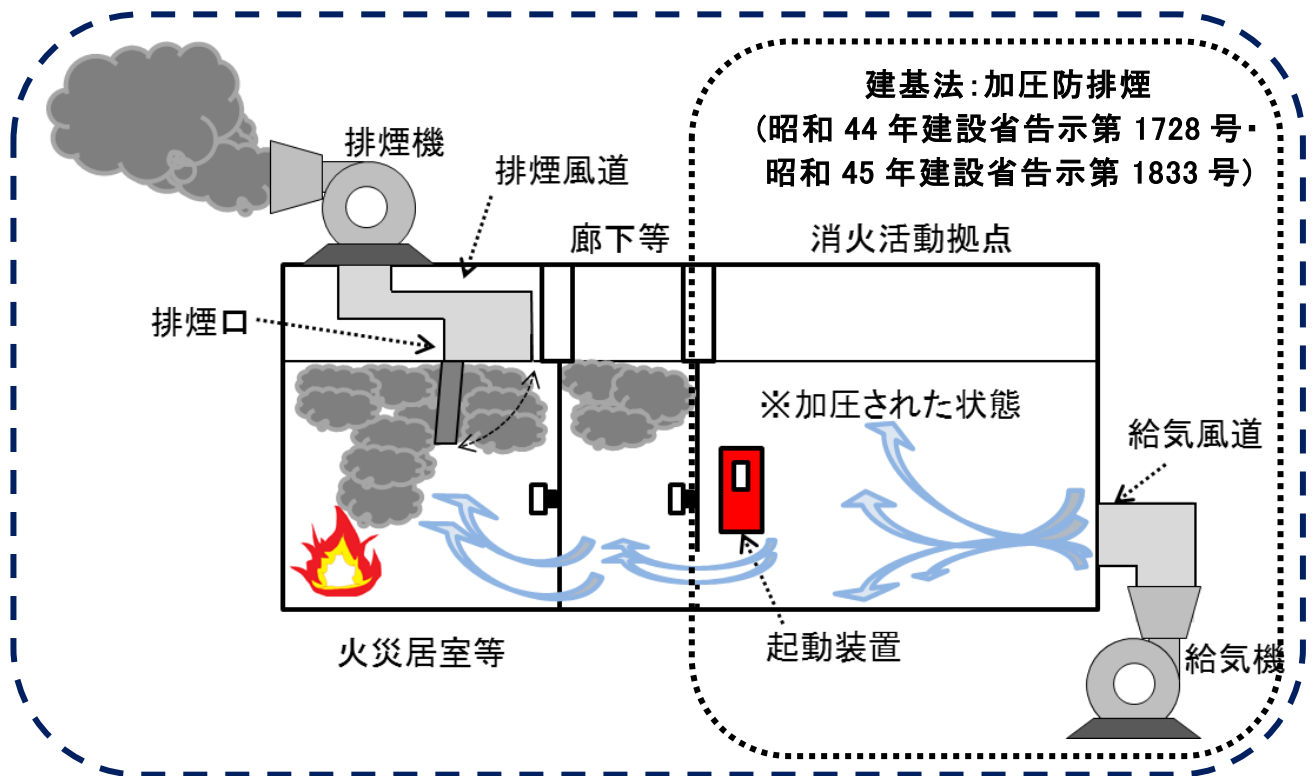 建基法：加圧防排煙
（昭和 44 年建設省告示第 1728 号・
昭和 45 年建設省告示第 1833 号）
排煙機
排煙風道
廊下等
消火活動拠点
排煙口
※加圧された状態
給気風道
火災居室等
起動装置
給気機